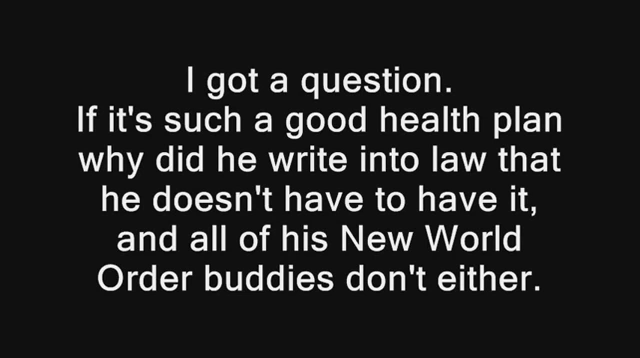 I got a question.
If it's such a good health plan
why did he write into law that
he doesn't have to have it,
and all of his New World
Order buddies don't either.